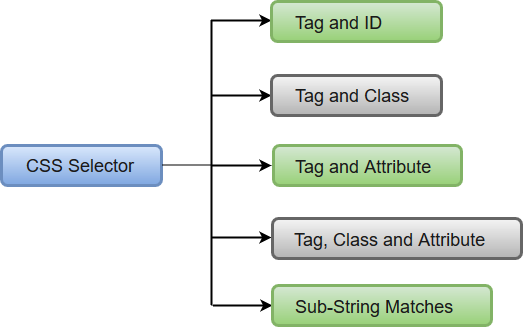 Tag and ID
Tag and Class
CSS Selector
Tag and Attribute
Tag, Class and Attribute
Sub-String Matches